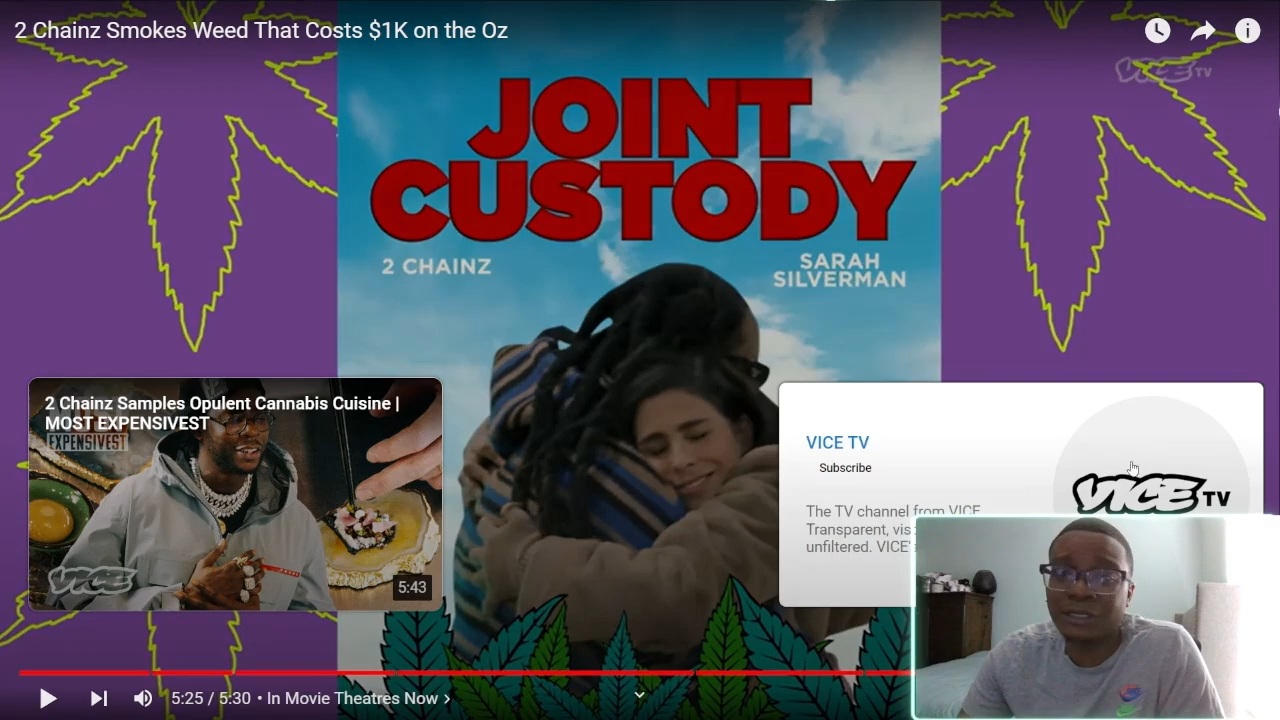 2 Chainz Smokes Weed That Costs $1K on the Oz
VICE TV
JOINT
CUSTODY
2 CHAINZ
SARAH
SILVERMAN
2 Chainz Samples Opulent Cannabis Cuisine |
MOST EXPENSIVEST
EXPENSIVEST
VICE
5:43
VICE TV
Subscribe
VICE TV
The TV channel from VICE.
Transparent, vis
unfiltered. VICE'
5:25 / 5:30 • In Movie Theatres Now ›